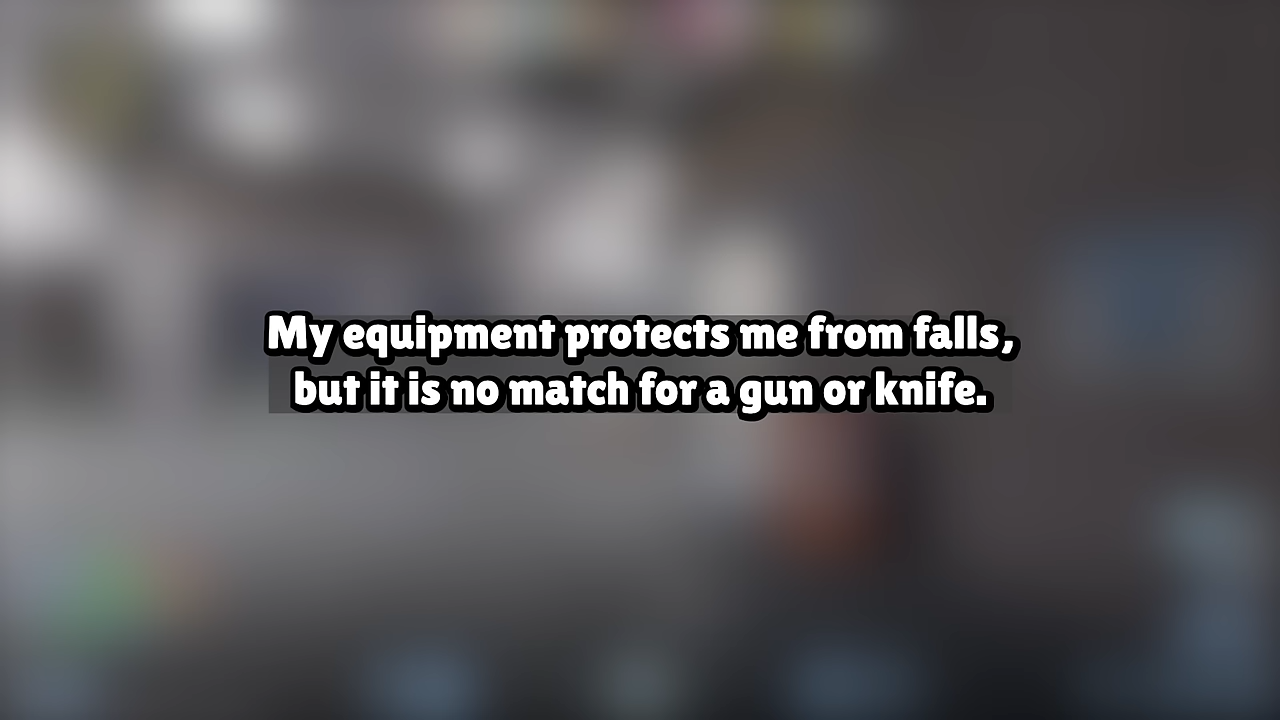 My equipment protects me from falls,
but it is no match for a gun or knife.